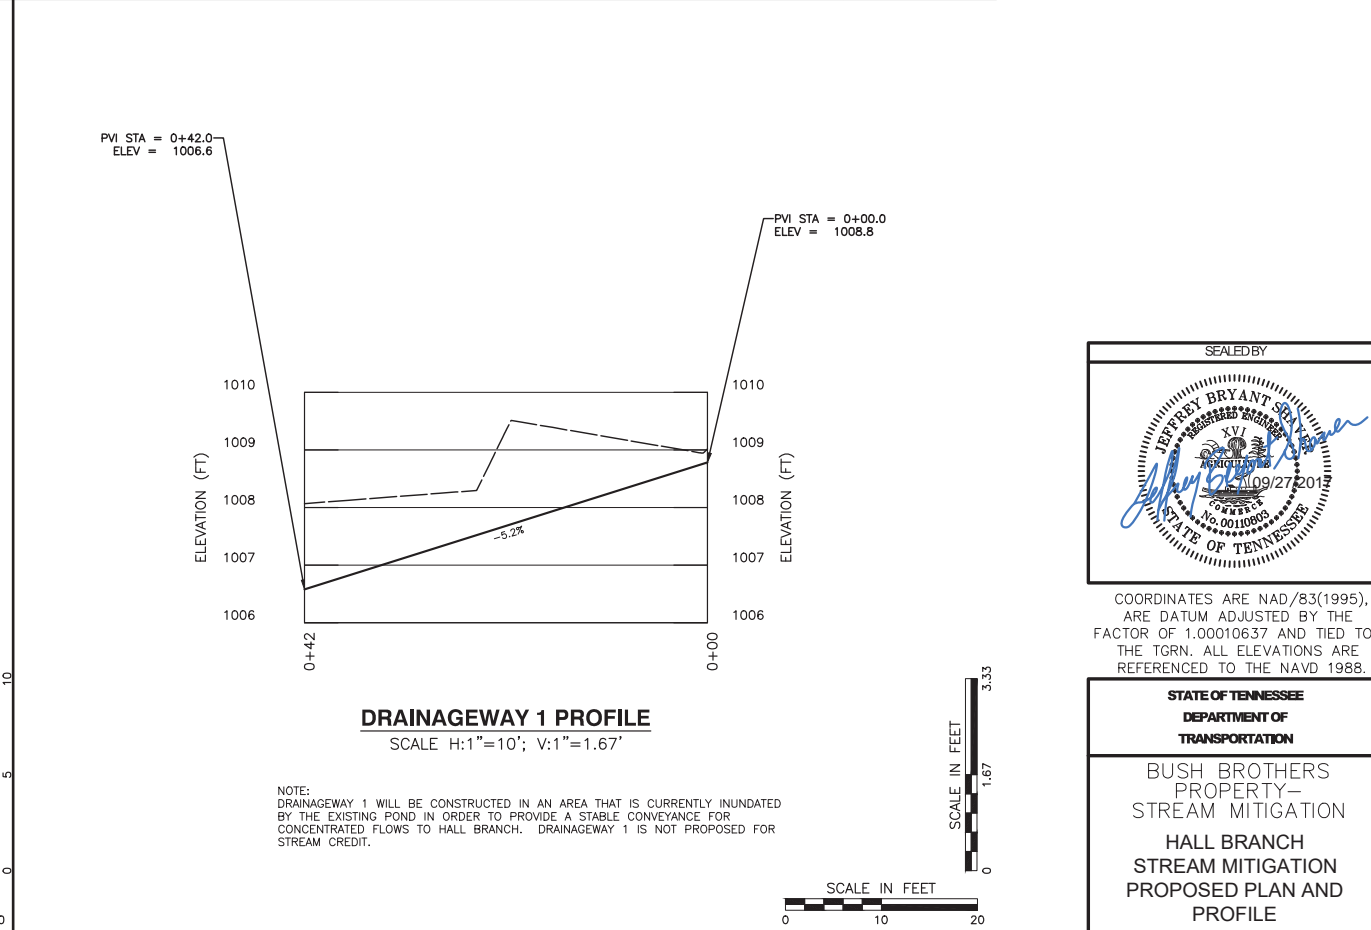 PVI STA = 0+42.0
ELEV = 1006.6
PVI STA = 0+00.0
ELEV = 1008.8
1010
1009
1008
1007
1006
ELEVATION (FT)
1010
1009
1008
1007
1006
ELEVATION (FT)
-5.2%
0+42
0+00
DRAINAGEWAY 1 PROFILE
SCALE H:1"=10'; V:1"=1.67'
NOTE:
DRAINAGEWAY 1 WILL BE CONSTRUCTED IN AN AREA THAT IS CURRENTLY INUNDATED
BY THE EXISTING POND IN ORDER TO PROVIDE A STABLE CONVEYANCE FOR
CONCENTRATED FLOWS TO HALL BRANCH. DRAINAGEWAY 1 IS NOT PROPOSED FOR
STREAM CREDIT.
10
5
0
SCALE IN FEET
3.33
1.67
0
SCALE IN FEET
0
10
20
SEALED BY
JEFFREY BRYANT
REGISTERED ENGINEER
XVI
AGRICULTURE
09/27/2017
COMMERCE
No. 00110803
STATE OF TENNESSEE
COORDINATES ARE NAD/83(1995),
ARE DATUM ADJUSTED BY THE
FACTOR OF 1.00010637 AND TIED TO
THE TGRN. ALL ELEVATIONS ARE
REFERENCED TO THE NAVD 1988.
STATE OF TENNESSEE
DEPARTMENT OF
TRANSPORTATION
BUSH BROTHERS
PROPERTY-
STREAM MITIGATION
HALL BRANCH
STREAM MITIGATION
PROPOSED PLAN AND
PROFILE